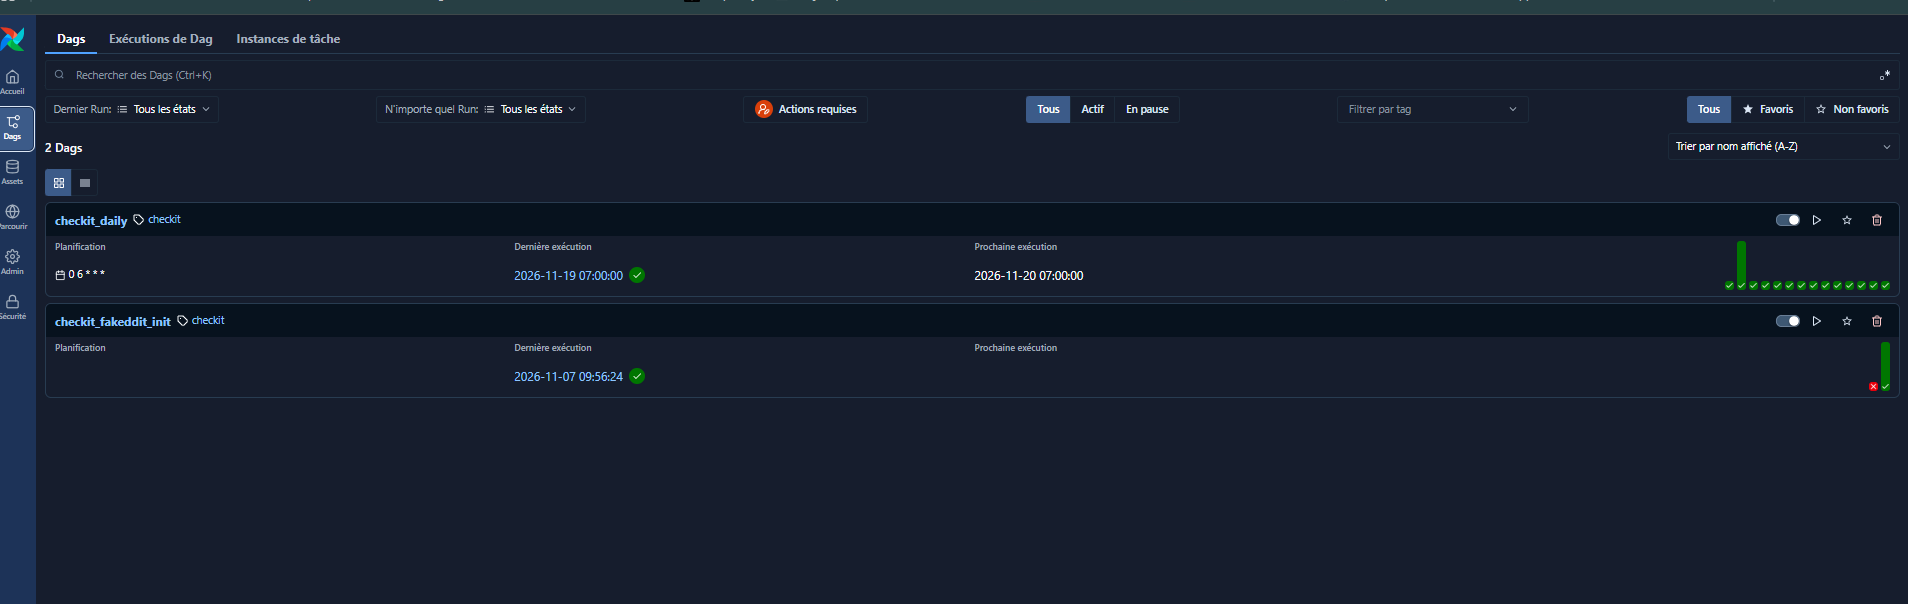 Dags Exécutions de Dag Instances de tâche
Rechercher des Dags (Ctrl+K)
Dernier Run: Tous les états N'importe quel Run: Tous les états Actions requises Tous Actif En pause Filtrer par tag Tous Favoris Non favoris
2 Dags Trier par nom affiché (A-Z)
checkit_daily checkit
Planification Dernière exécution Prochaine exécution
0 6 * * * 2026-11-19 07:00:00 2026-11-20 07:00:00
checkit_fakeddit_init checkit
Planification Dernière exécution Prochaine exécution
2026-11-07 09:56:24
Accueil
Dags
Assets
Parcourir
Admin
Sécurité